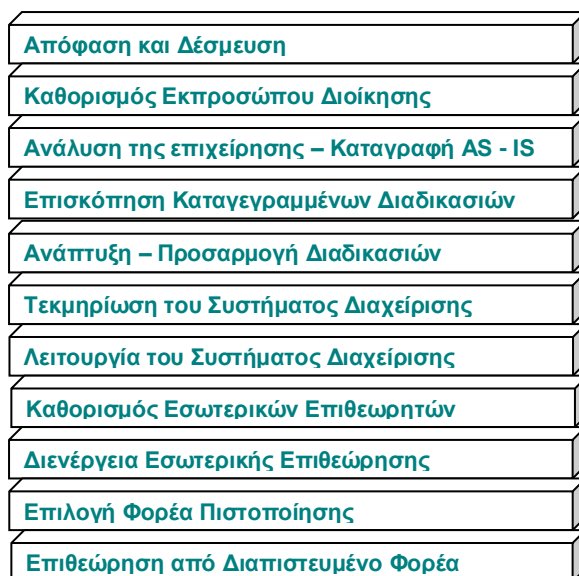 Απόφαση και Δέσμευση
Καθορισμός Εκπροσώπου Διοίκησης
Ανάλυση της επιχείρησης – Καταγραφή AS - IS
Επισκόπηση Καταγεγραμμένων Διαδικασιών
Ανάπτυξη – Προσαρμογή Διαδικασιών
Τεκμηρίωση του Συστήματος Διαχείρισης
Λειτουργία του Συστήματος Διαχείρισης
Καθορισμός Εσωτερικών Επιθεωρητών
Διενέργεια Εσωτερικής Επιθεώρησης
Επιλογή Φορέα Πιστοποίησης
Επιθεώρηση από Διαπιστευμένο Φορέα